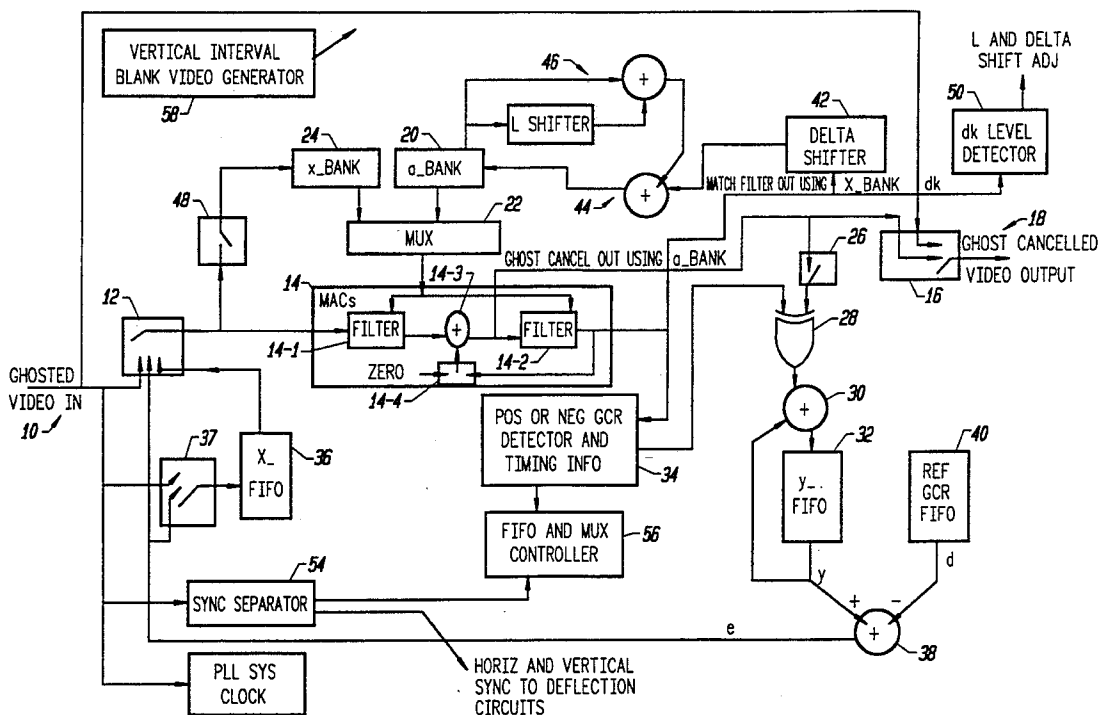 VERTICAL INTERVAL
BLANK VIDEO GENERATOR
58
46
+
L SHIFTER
L AND DELTA
SHIFT ADJ
50
dk LEVEL
DETECTOR
42
DELTA
SHIFTER
24
x_BANK
20
a_BANK
44
+
MATCH FILTER OUT USING X_BANK dk
48
22
MUX
GHOST CANCEL OUT USING a_BANK
26
18
GHOST CANCELLED
VIDEO OUTPUT
16
12
14
MACs
14-3
FILTER
+
FILTER
14-1
14-2
ZERO
14-4
28
GHOSTED
VIDEO IN
10
37
X_
FIFO
36
POS OR NEG GCR
DETECTOR AND
TIMING INFO
34
+
30
32
y_.
FIFO
40
REF
GCR
FIFO
FIFO AND MUX
CONTROLLER
56
54
SYNC SEPARATOR
y
d
+
-
+
38
e
PLL SYS
CLOCK
HORIZ AND VERTICAL
SYNC TO DEFLECTION
CIRCUITS